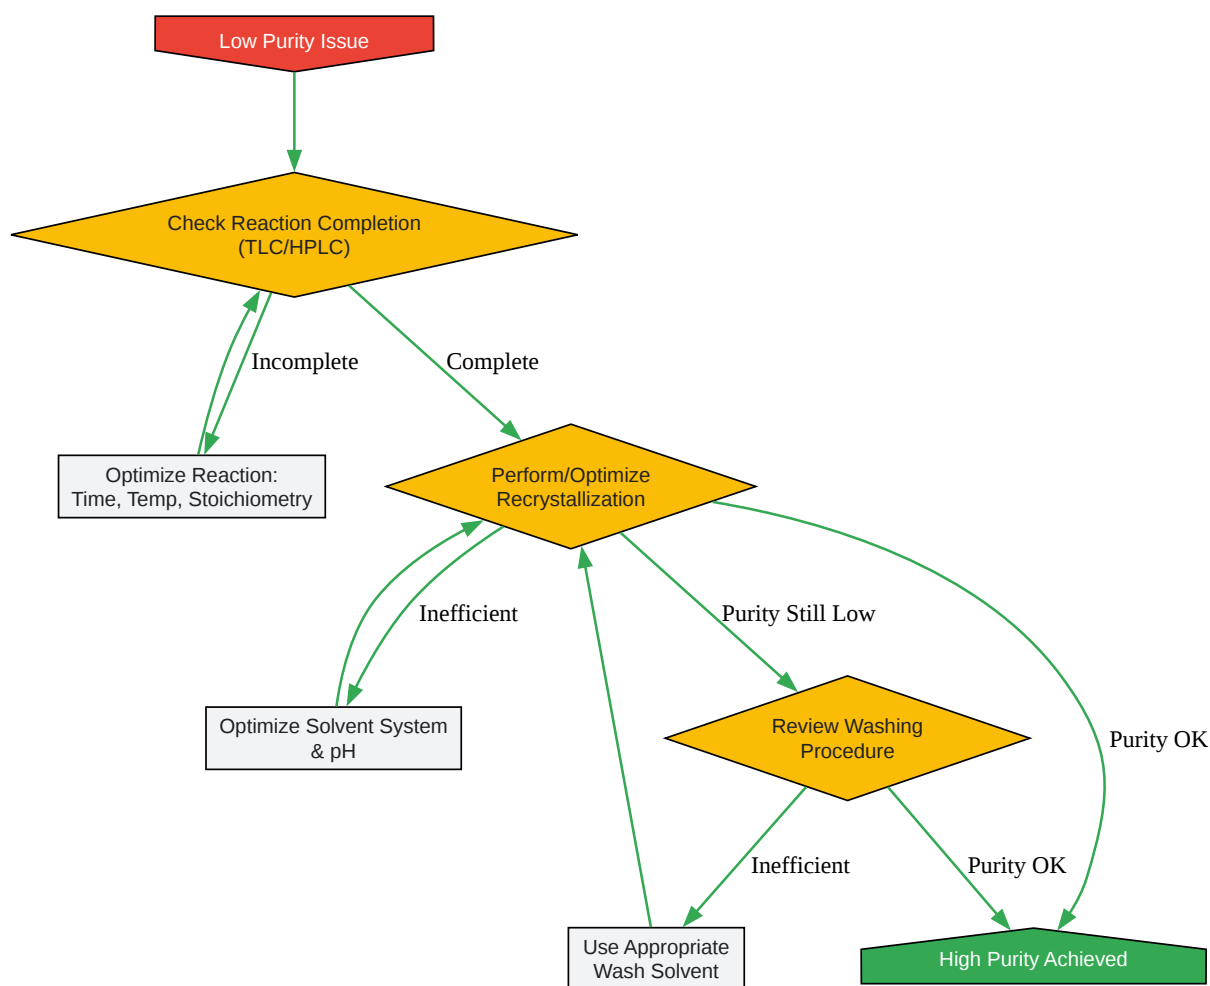 Low Purity Issue
Check Reaction Completion
(TLC/HPLC)
Incomplete
Complete
Optimize Reaction:
Time, Temp, Stoichiometry
Perform/Optimize
Recrystallization
Inefficient
Purity Still Low
Optimize Solvent System
& pH
Review Washing
Procedure
Purity OK
Inefficient
Purity OK
Use Appropriate
Wash Solvent
High Purity Achieved